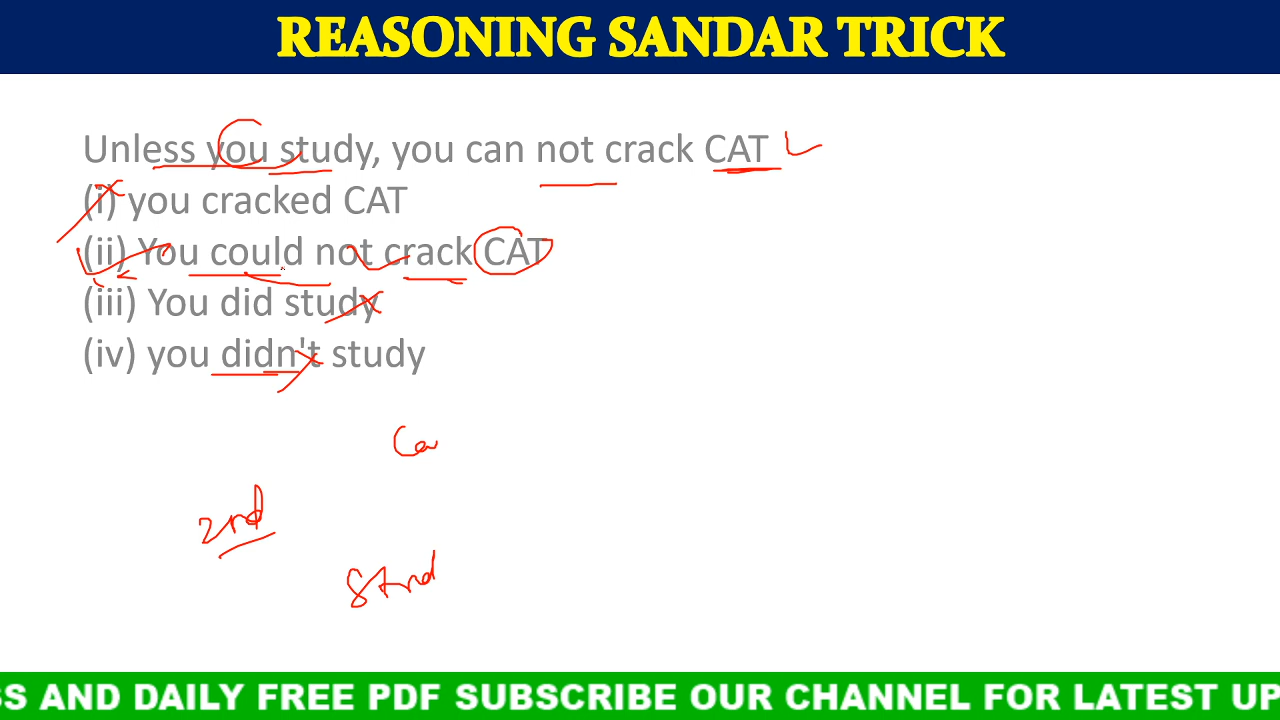 REASONING SANDAR TRICK
Unless you study, you can not crack CAT
(i) you cracked CAT
(ii) You could not crack CAT
(iii) You did study
(iv) you didn't study
Ca
2nd
SS AND DAILY FREE PDF SUBSCRIBE OUR CHANNEL FOR LATEST UP